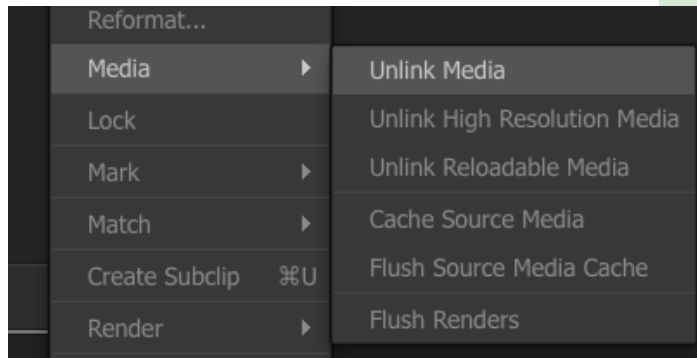 Reformat...
Media
Lock
Mark
Match
Create Subclip ⌘U
Render
Unlink Media
Unlink High Resolution Media
Unlink Reloadable Media
Cache Source Media
Flush Source Media Cache
Flush Renders